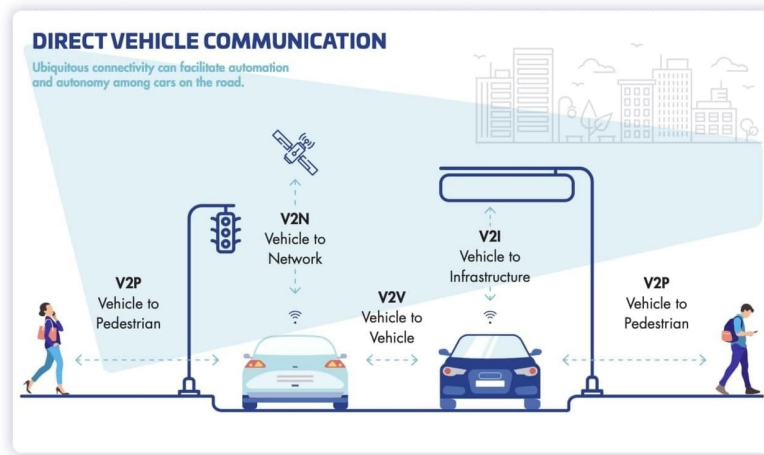 DIRECT VEHICLE COMMUNICATION
Ubiquitous connectivity can facilitate automation
and autonomy among cars on the road.
V2N
Vehicle to
Network
V2I
Vehicle to
Infrastructure
V2P
Vehicle to
Pedestrian
V2V
Vehicle to
Vehicle
V2P
Vehicle to
Pedestrian